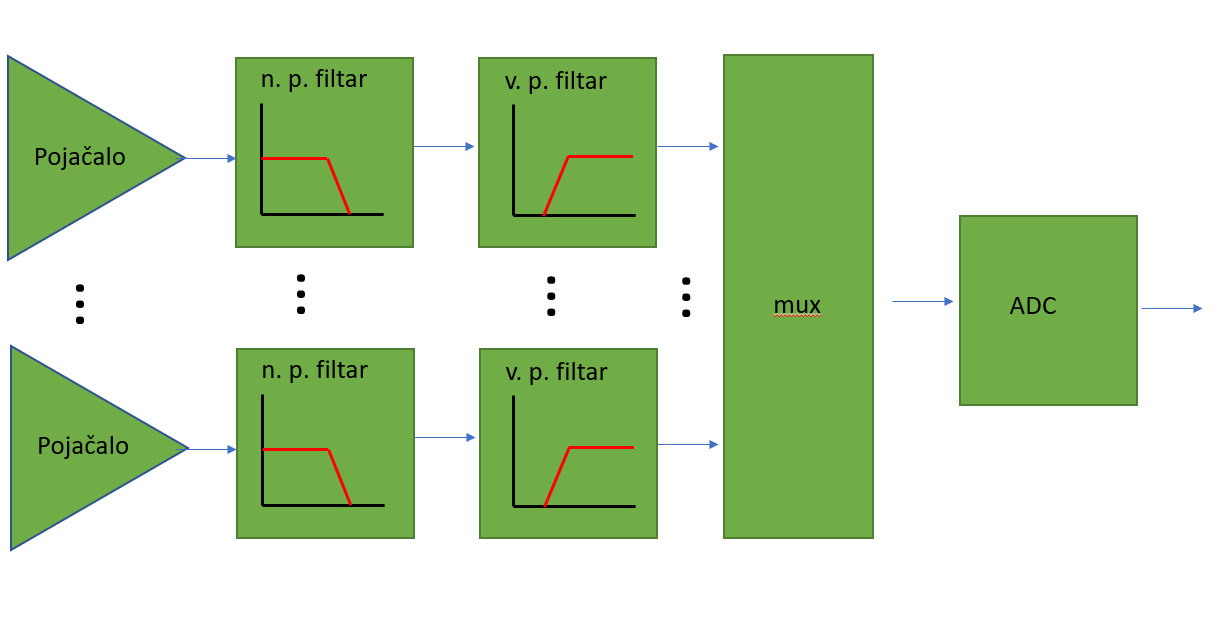 n. p. filtar
v. p. filtar
Pojačalo
mux
ADC
n. p. filtar
v. p. filtar
Pojačalo